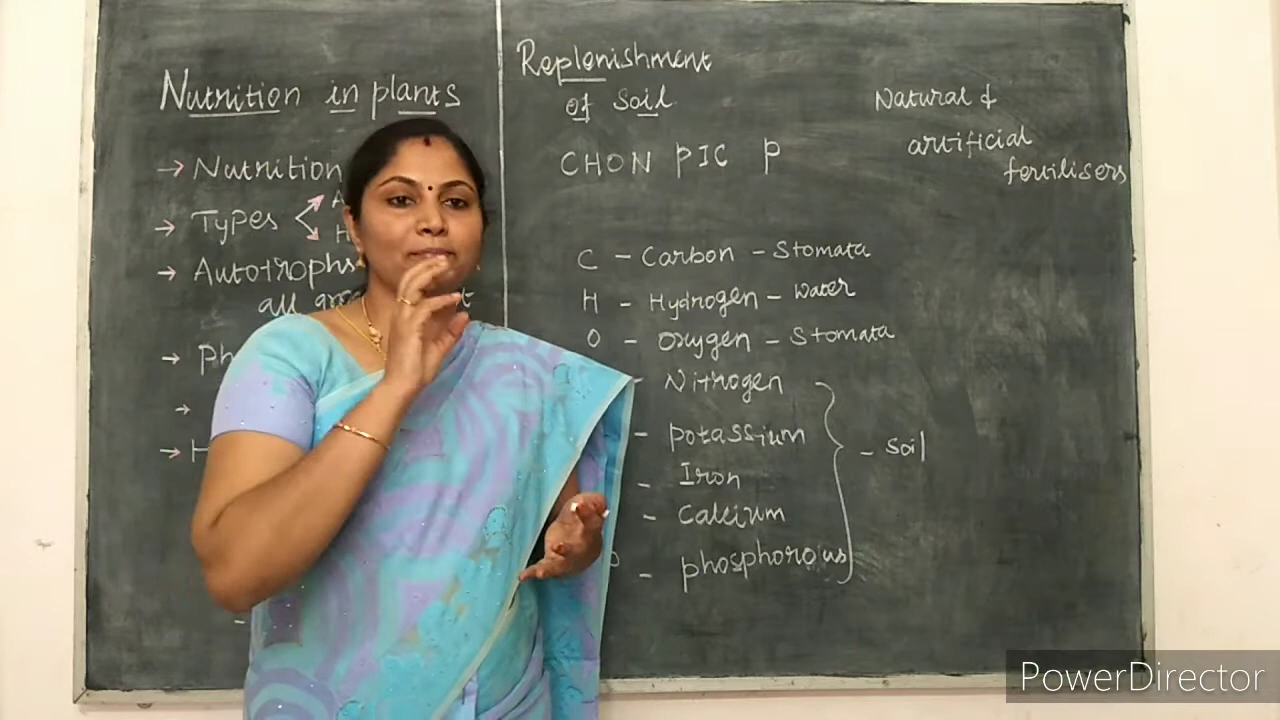 Nutrition in plants
→ Nutrition
→ Types
A
H
→ Autotrophs
all
→ Ph
→
→ H
Replenishment
of soil
CHON PIC P
C - Carbon - Stomata
H - Hydrogen - Water
O - Oxygen - Stomata
- Nitrogen
- potassium
- Iron
- Calcium
- phosphorous
- Soil
Natural &
artificial
fertilisers
PowerDirector